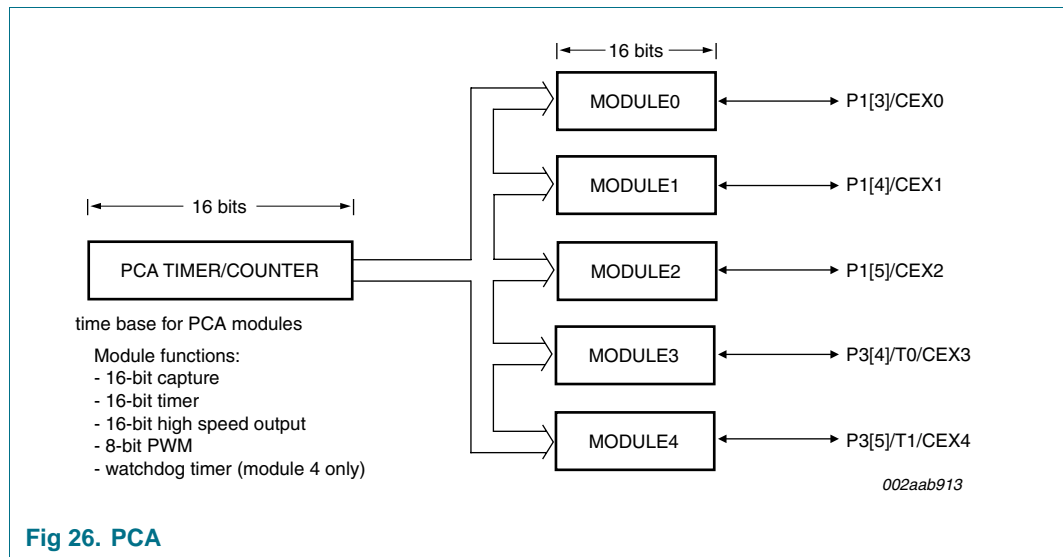 16 bits
MODULE0
P1[3]/CEX0
MODULE1
P1[4]/CEX1
16 bits
PCA TIMER/COUNTER
MODULE2
P1[5]/CEX2
time base for PCA modules
Module functions:
- 16-bit capture
- 16-bit timer
- 16-bit high speed output
- 8-bit PWM
- watchdog timer (module 4 only)
MODULE3
P3[4]/T0/CEX3
MODULE4
P3[5]/T1/CEX4
002aab913
Fig 26. PCA